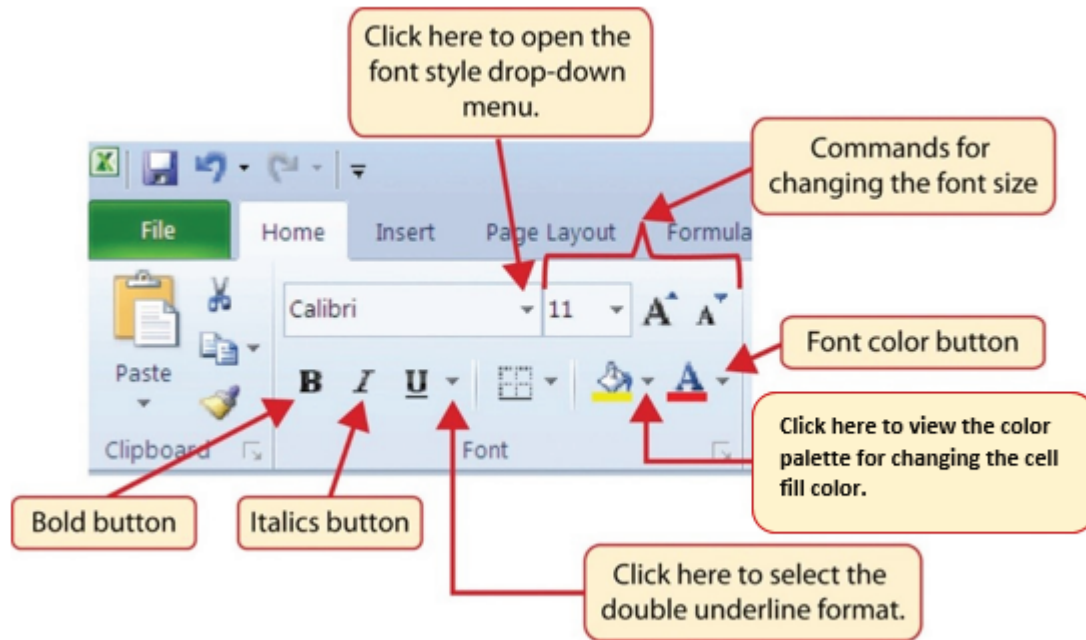 Click here to open the
font style drop-down
menu.
Commands for
changing the font size
File Home Insert Page Layout Formula
Calibri 11 A A
Font color button
Paste
B I U A
Click here to view the color
palette for changing the cell
fill color.
Clipboard Font
Bold button Italics button
Click here to select the
double underline format.